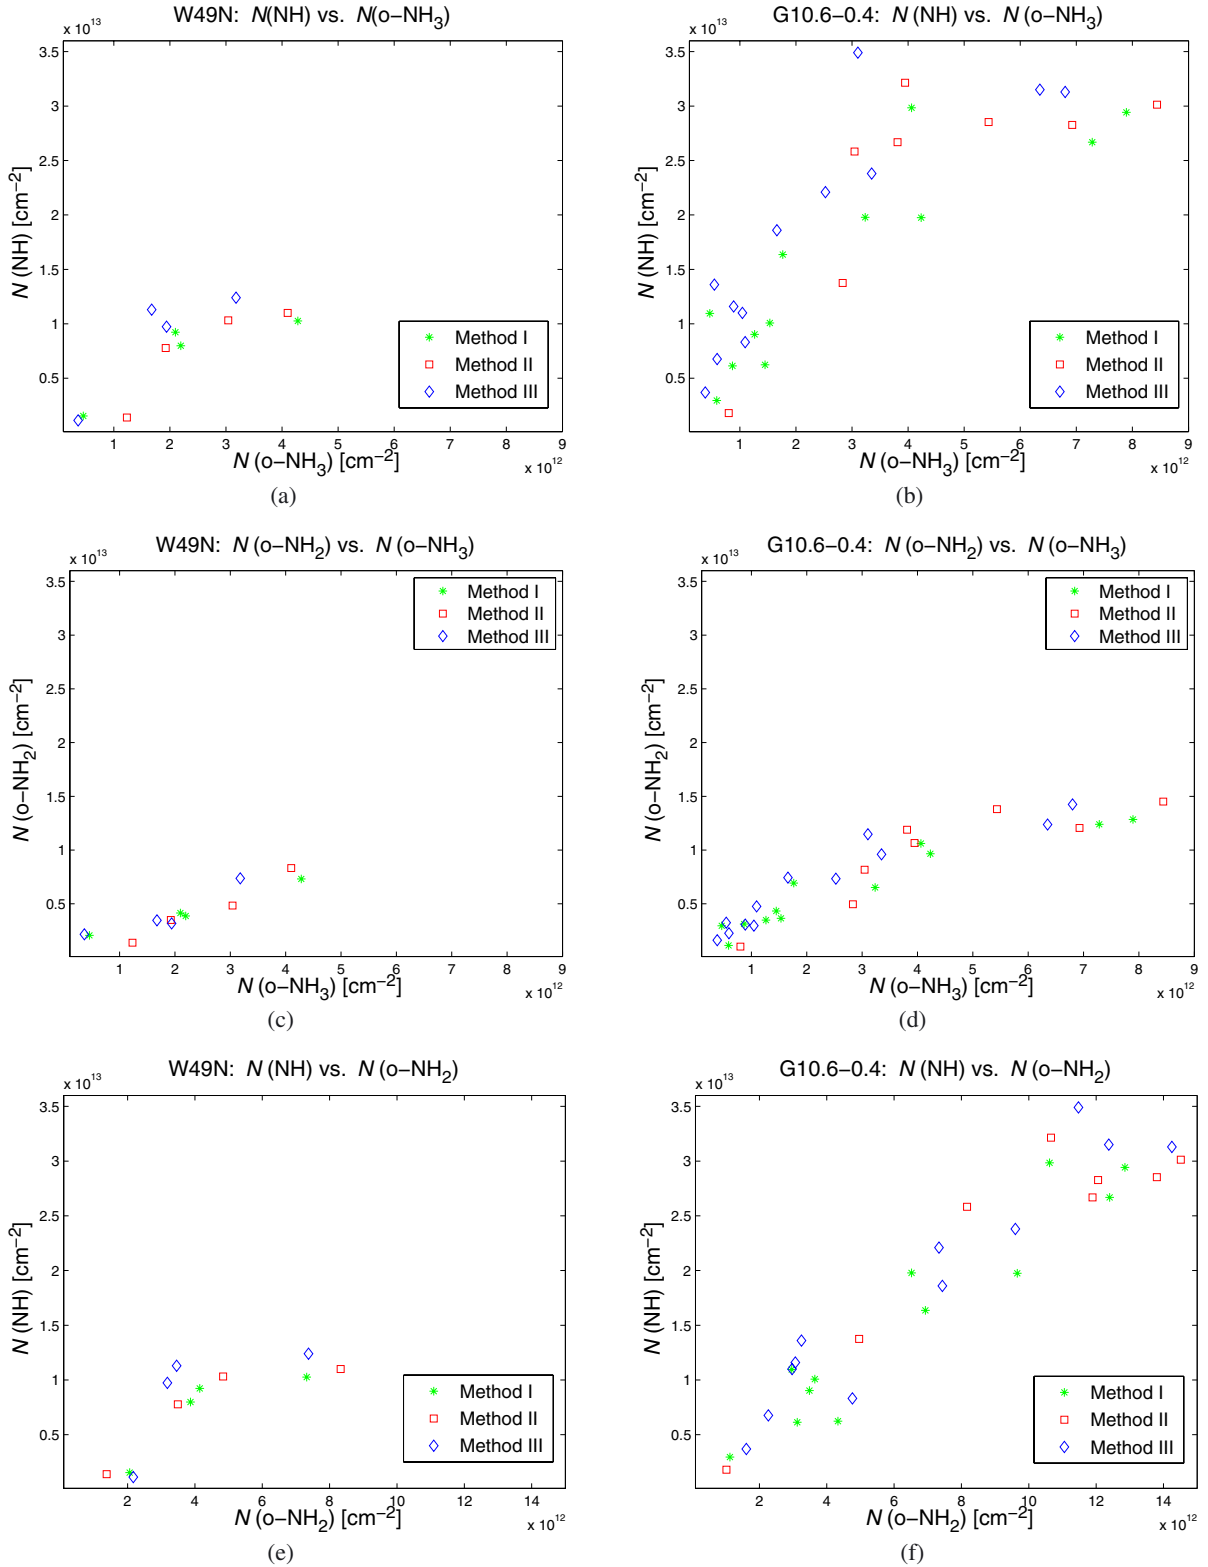 W49N: N(NH) vs. N(o−NH3)
x 10^13
3.5
3
2.5
2
1.5
1
0.5
N (NH) [cm−2]
Method I
Method II
Method III
1 2 3 4 5 6 7 8 9
N (o−NH3) [cm−2]
x 10^12
(a)
G10.6−0.4: N (NH) vs. N (o−NH3)
x 10^13
3.5
3
2.5
2
1.5
1
0.5
N (NH) [cm−2]
Method I
Method II
Method III
1 2 3 4 5 6 7 8 9
N (o−NH3) [cm−2]
x 10^12
(b)
W49N: N (o−NH2) vs. N (o−NH3)
x 10^13
3.5
3
2.5
2
1.5
1
0.5
N (o−NH2) [cm−2]
Method I
Method II
Method III
1 2 3 4 5 6 7 8 9
N (o−NH3) [cm−2]
x 10^12
(c)
G10.6−0.4: N (o−NH2) vs. N (o−NH3)
x 10^13
3.5
3
2.5
2
1.5
1
0.5
N (o−NH2) [cm−2]
Method I
Method II
Method III
1 2 3 4 5 6 7 8 9
N (o−NH3) [cm−2]
x 10^12
(d)
W49N: N (NH) vs. N (o−NH2)
x 10^13
3.5
3
2.5
2
1.5
1
0.5
N (NH) [cm−2]
Method I
Method II
Method III
2 4 6 8 10 12 14
N (o−NH2) [cm−2]
x 10^12
(e)
G10.6−0.4: N (NH) vs. N (o−NH2)
x 10^13
3.5
3
2.5
2
1.5
1
0.5
N (NH) [cm−2]
Method I
Method II
Method III
2 4 6 8 10 12 14
N (o−NH2) [cm−2]
x 10^12
(f)